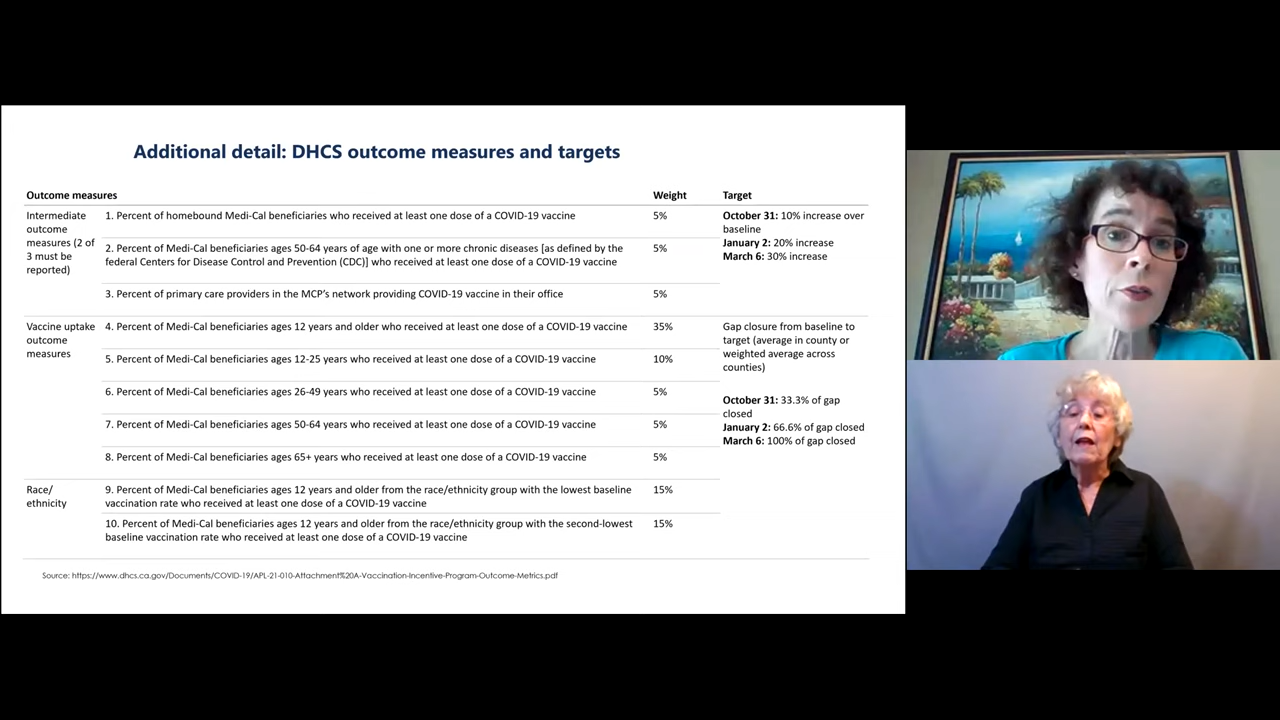 Additional detail: DHCS outcome measures and targets
Outcome measures
Weight
Target
Intermediate
outcome
measures (2 of
3 must be
reported)
1. Percent of homebound Medi-Cal beneficiaries who received at least one dose of a COVID-19 vaccine
5%
2. Percent of Medi-Cal beneficiaries ages 50-64 years of age with one or more chronic diseases [as defined by the
federal Centers for Disease Control and Prevention (CDC)] who received at least one dose of a COVID-19 vaccine
5%
3. Percent of primary care providers in the MCP's network providing COVID-19 vaccine in their office
5%
October 31: 10% increase over
baseline
January 2: 20% increase
March 6: 30% increase
Vaccine uptake
outcome
measures
4. Percent of Medi-Cal beneficiaries ages 12 years and older who received at least one dose of a COVID-19 vaccine
35%
5. Percent of Medi-Cal beneficiaries ages 12-25 years who received at least one dose of a COVID-19 vaccine
10%
6. Percent of Medi-Cal beneficiaries ages 26-49 years who received at least one dose of a COVID-19 vaccine
5%
7. Percent of Medi-Cal beneficiaries ages 50-64 years who received at least one dose of a COVID-19 vaccine
5%
8. Percent of Medi-Cal beneficiaries ages 65+ years who received at least one dose of a COVID-19 vaccine
5%
Gap closure from baseline to
target (average in county or
weighted average across
counties)
October 31: 33.3% of gap
closed
January 2: 66.6% of gap closed
March 6: 100% of gap closed
Race/
ethnicity
9. Percent of Medi-Cal beneficiaries ages 12 years and older from the race/ethnicity group with the lowest baseline
vaccination rate who received at least one dose of a COVID-19 vaccine
15%
10. Percent of Medi-Cal beneficiaries ages 12 years and older from the race/ethnicity group with the second-lowest
baseline vaccination rate who received at least one dose of a COVID-19 vaccine
15%
Source: https://www.dhcs.ca.gov/Documents/COVID-19/APL-21-010-Attachment%20A-Vaccination-Incentive-Program-Outcome-Metrics.pdf